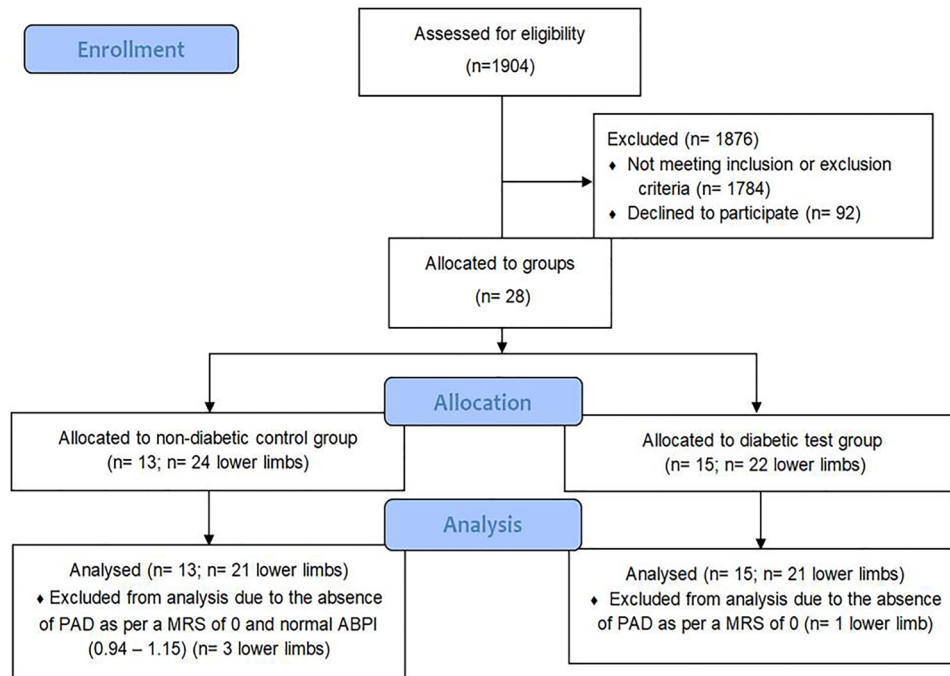 Enrollment
Assessed for eligibility
(n=1904)
Excluded (n= 1876)
♦ Not meeting inclusion or exclusion
criteria (n= 1784)
♦ Declined to participate (n= 92)
Allocated to groups
(n= 28)
Allocation
Allocated to non-diabetic control group
(n= 13; n= 24 lower limbs)
Allocated to diabetic test group
(n= 15; n= 22 lower limbs)
Analysis
Analysed (n= 13; n= 21 lower limbs)
♦ Excluded from analysis due to the absence
of PAD as per a MRS of 0 and normal ABPI
(0.94 – 1.15) (n= 3 lower limbs)
Analysed (n= 15; n= 21 lower limbs)
♦ Excluded from analysis due to the absence
of PAD as per a MRS of 0 (n= 1 lower limb)